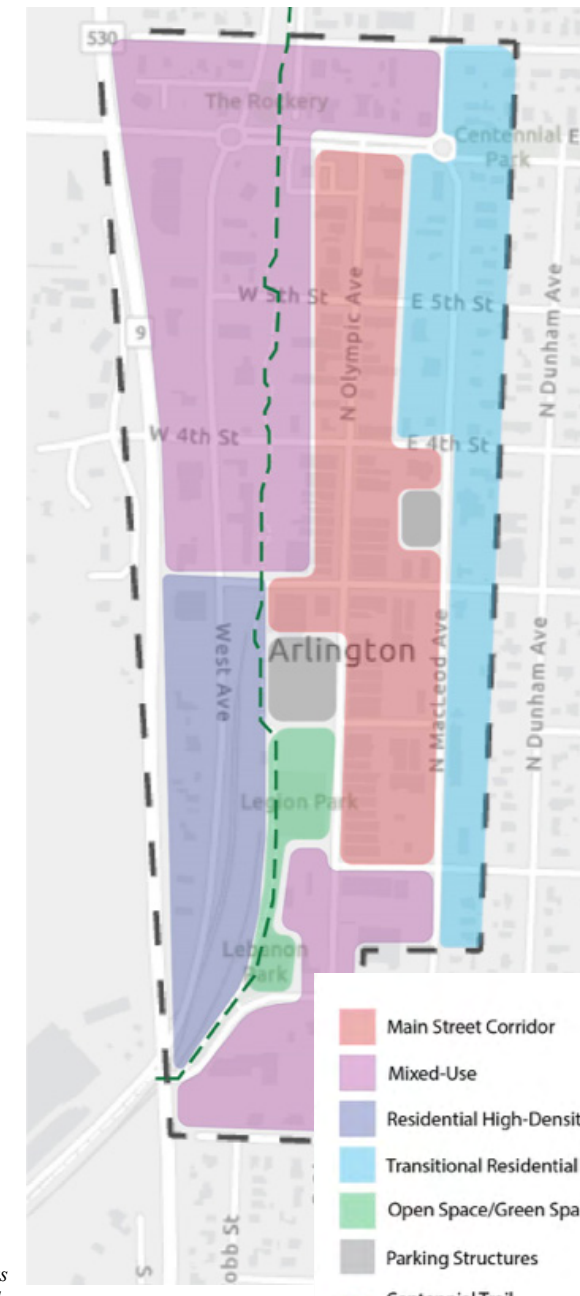 530
The Rockery
Centennial E
Park
W 5th St
E 5th St
N Olympic Ave
N Dunham Ave
9
W 4th St
E 4th St
Arlington
West Ave
N MacLeod Ave
N Dunham Ave
Legion Park
Lebanon
Park
Main Street Corridor
Mixed-Use
Residential High-Densit
Transitional Residential
Open Space/Green Spa
Parking Structures
Centennial Trail
obb St
S
s